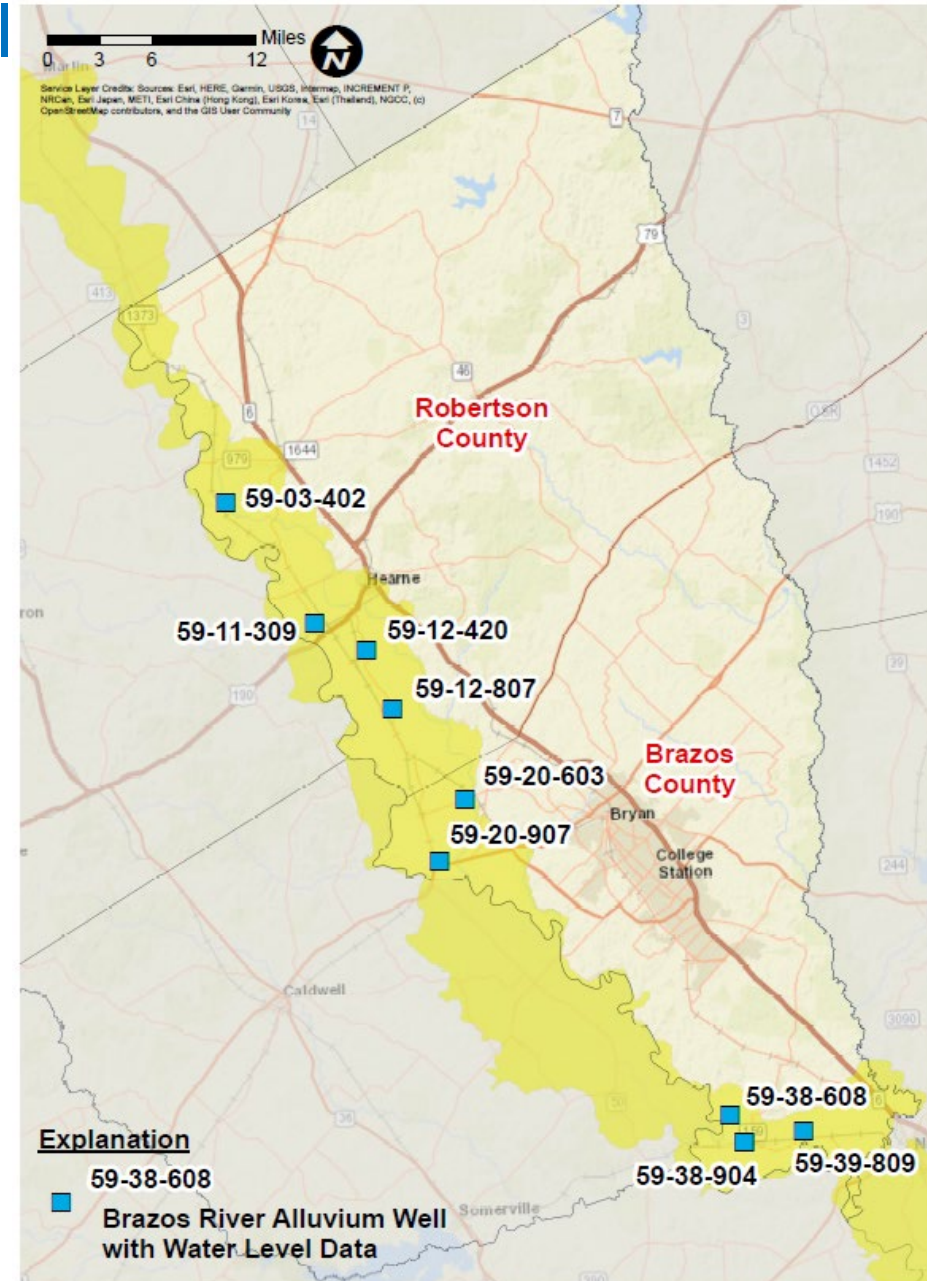 Miles
0 3 6 12
N
Martin
Service Layer Credits: Sources: Esri, HERE, Garmin, USGS, Intermap, INCREMENT P,
NRCan, Esri Japan, METI, Esri China (Hong Kong), Esri Korea, Esri (Thailand), NGCC, (c)
OpenStreetMap contributors, and the GIS User Community
14
7
79
413
1373
3
46
6
Robertson
County
OSR
1644
979
1452
59-03-402
190
Hearne
59-11-309
59-12-420
39
59-12-807
190
Brazos
County
59-20-603
Bryan
59-20-907
College
Station
244
Caldwell
3090
50
36
59-38-608
6
159
59-38-904
59-39-809
Explanation
59-38-608
Brazos River Alluvium Well
with Water Level Data
Somerville